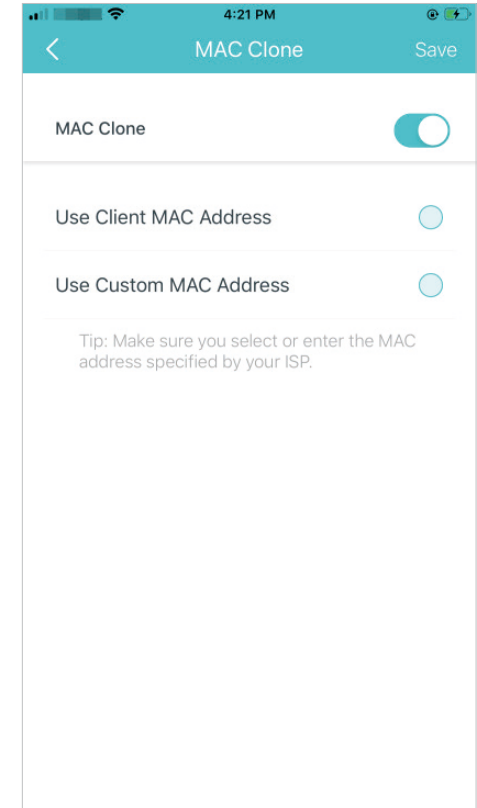 4:21 PM
MAC Clone
Save
MAC Clone
Use Client MAC Address
Use Custom MAC Address
Tip: Make sure you select or enter the MAC
address specified by your ISP.